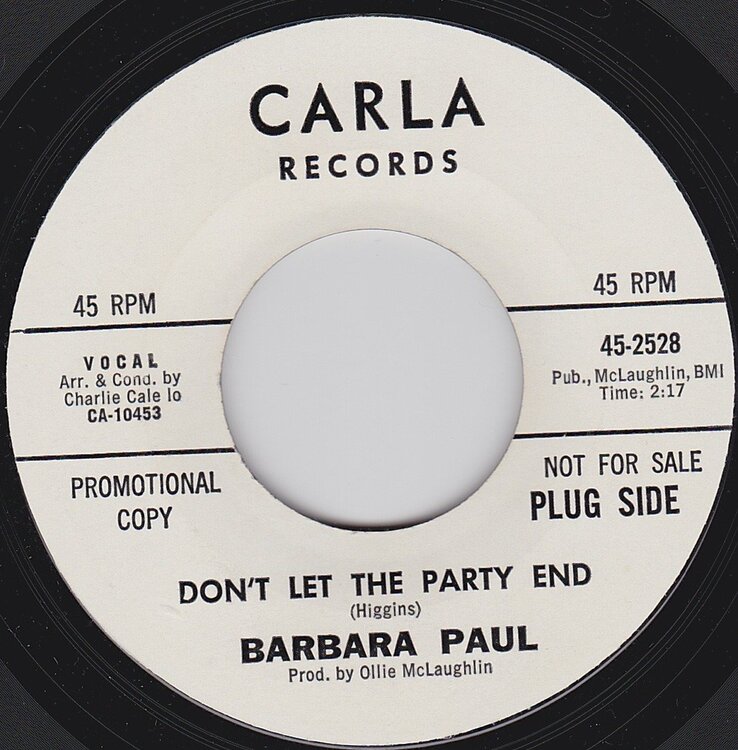 CARLA
RECORDS
45 RPM
45 RPM
VOCAL
Arr. & Cond. by
Charlie Cale lo
CA-10453
45-2528
Pub., McLaughlin, BMI
Time: 2:17
PROMOTIONAL
COPY
NOT FOR SALE
PLUG SIDE
DON'T LET THE PARTY END
(Higgins)
BARBARA PAUL
Prod. by Ollie McLaughlin